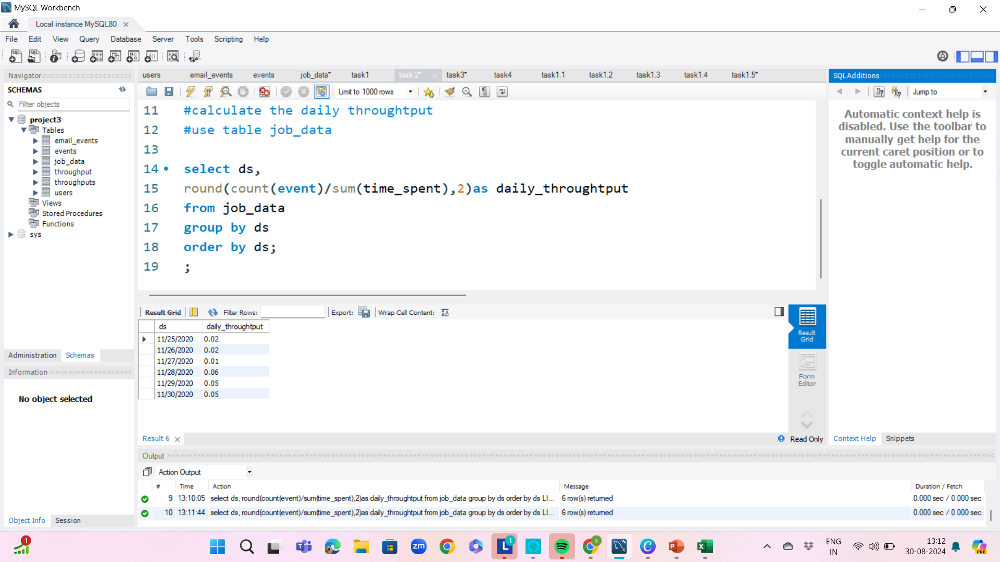 MySQL Workbench
Local instance MySQL80
File Edit View Query Database Server Tools Scripting Help
Navigator
SCHEMAS
Filter objects
project3
Tables
email_events
events
job_data
throughput
throughputs
users
Views
Stored Procedures
Functions
sys
Administration Schemas
Information
No object selected
Object Info Session
users email_events events job_data* task1 task 2* task3* task4 task1.1 task1.2 task1.3 task1.4 task1.5*
Limit to 1000 rows
11 #calculate the daily throughtput
12 #use table job_data
13
14 select ds,
15 round(count(event)/sum(time_spent),2)as daily_throughtput
16 from job_data
17 group by ds
18 order by ds;
19 ;
Result Grid Filter Rows: Export: Wrap Cell Content:
ds daily_throughtput
11/25/2020 0.02
11/26/2020 0.02
11/27/2020 0.01
11/28/2020 0.06
11/29/2020 0.05
11/30/2020 0.05
Result
Grid
Form
Editor
Result 6
Read Only
SQLAdditions
Jump to
Automatic context help is
disabled. Use the toolbar to
manually get help for the
current caret position or to
toggle automatic help.
Context Help Snippets
Output
Action Output
# Time Action Message Duration / Fetch
9 13:10:05 select ds, round(count(event)/sum(time_spent),2)as daily_throughtput from job_data group by ds order by ds LI... 6 row(s) returned 0.000 sec / 0.000 sec
10 13:11:44 select ds, round(count(event)/sum(time_spent),2)as daily_throughtput from job_data group by ds order by ds LI... 6 row(s) returned 0.000 sec / 0.000 sec
1
zm
L
1
S
P
X
ENG
IN
13:12
30-08-2024
PRE